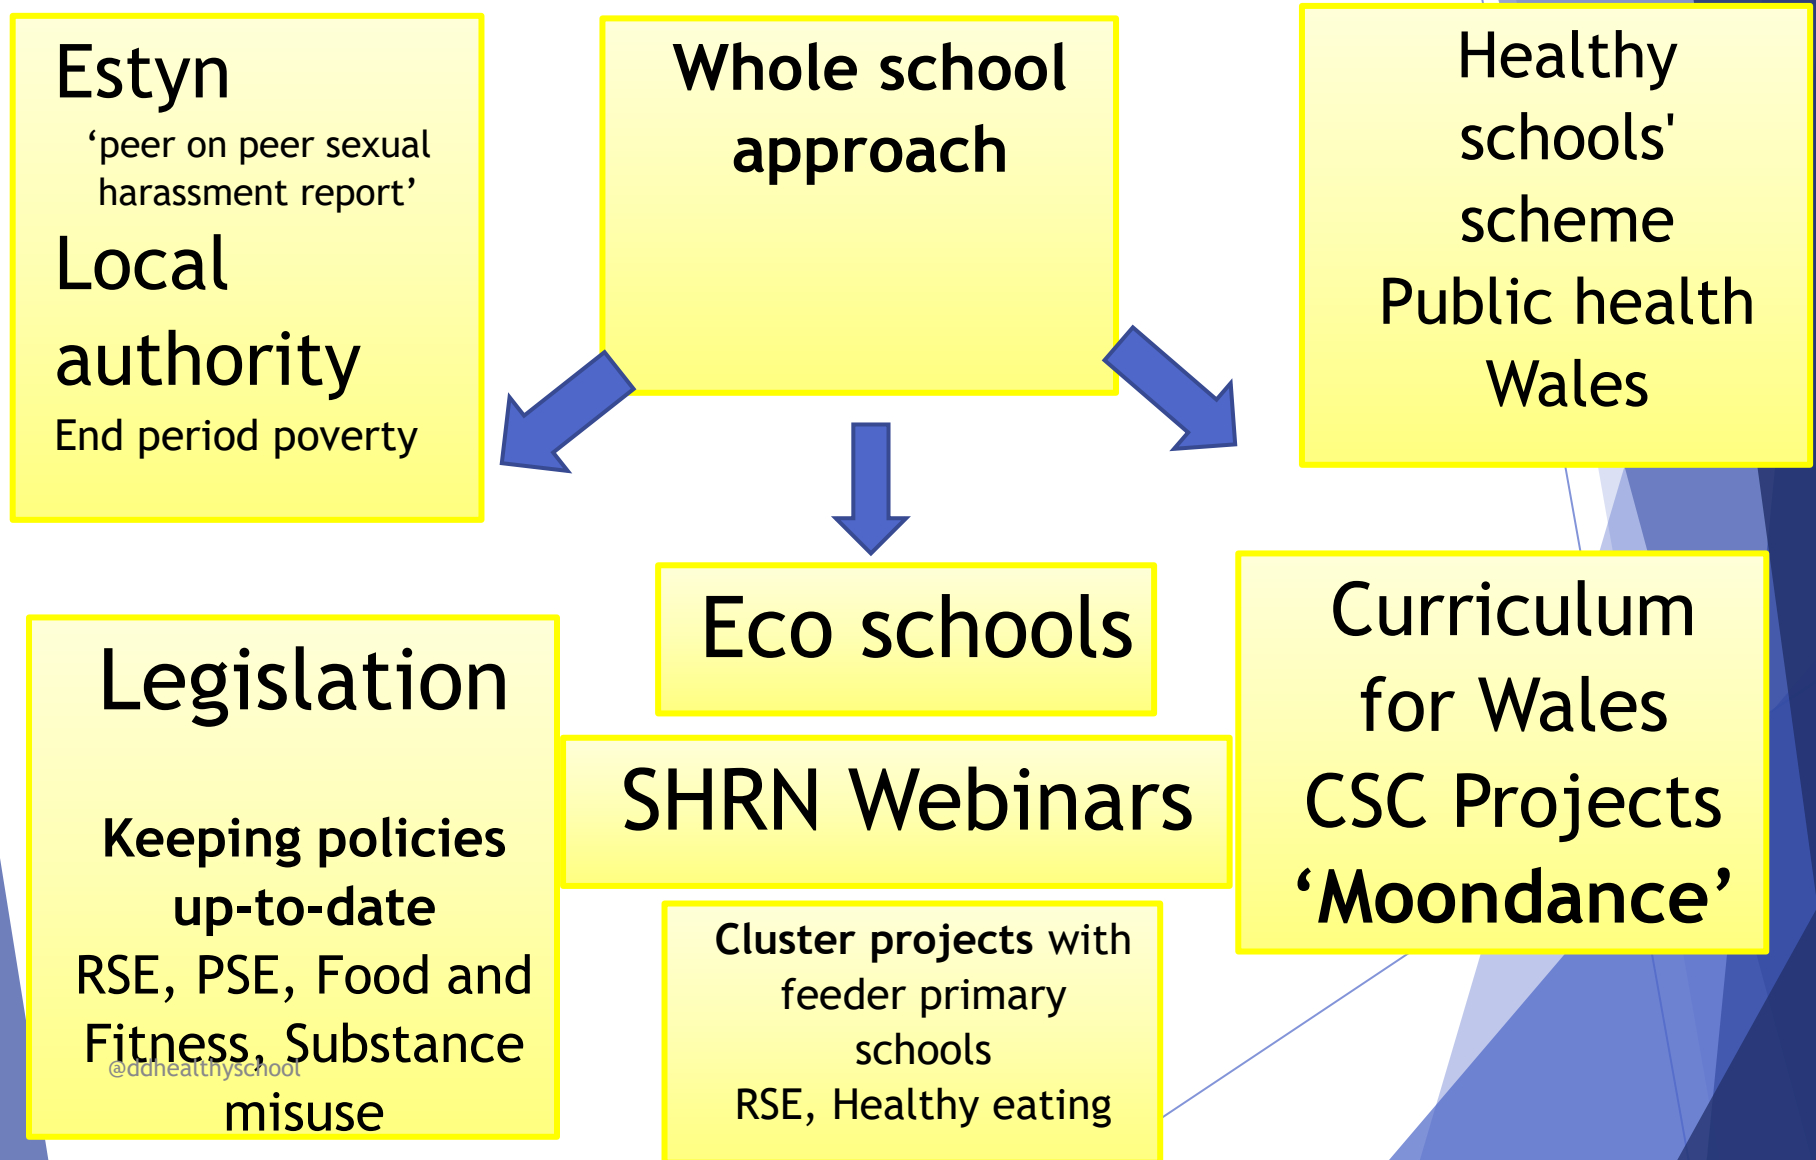 Estyn
‘peer on peer sexual
harassment report’
Local
authority
End period poverty
Whole school
approach
Healthy
schools'
scheme
Public health
Wales
Legislation
Keeping policies
up-to-date
RSE, PSE, Food and
Fitness, Substance
misuse
@ddhealthyschool
Eco schools
SHRN Webinars
Cluster projects with
feeder primary
schools
RSE, Healthy eating
Curriculum
for Wales
CSC Projects
‘Moondance’